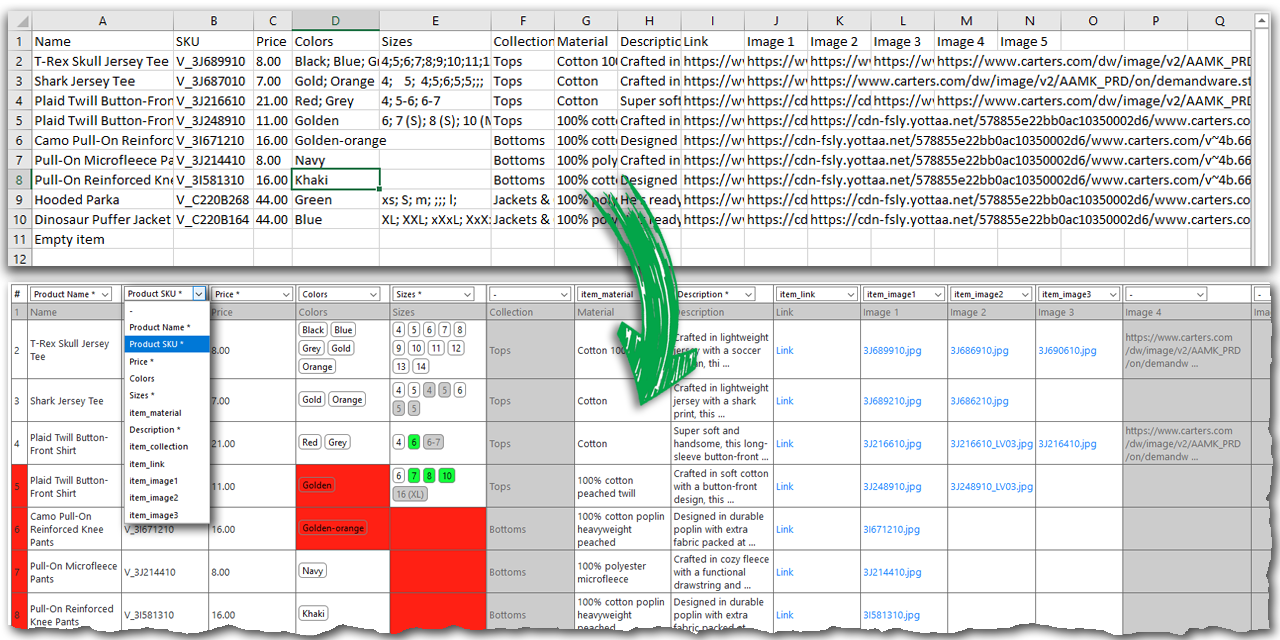 A B C D E F G H I J K L M N O P Q
1 Name SKU Price Colors Sizes Collection Material Descriptic Link Image 1 Image 2 Image 3 Image 4 Image 5
2 T-Rex Skull Jersey Tee V_3J689910 8.00 Black; Blue; Gr 4;5;6;7;8;9;10;11;1 Tops Cotton 100 Crafted in https://w https://w https://w https://w https://www.carters.com/dw/image/v2/AAMK_PRD
3 Shark Jersey Tee V_3J687010 7.00 Gold; Orange 4; 5; 4;5;6;5;5;;; Tops Cotton Crafted in https://w https://w https://www.carters.com/dw/image/v2/AAMK_PRD/on/demandware.st
4 Plaid Twill Button-Fron V_3J216610 21.00 Red; Grey 4; 5-6; 6-7 Tops Cotton Super soft https://w https://cd https://w https://w https://www.carters.com/dw/image/v2/AAMK_PRD
5 Plaid Twill Button-Fron V_3J248910 11.00 Golden 6; 7 (S); 8 (S); 10 (M Tops 100% cotto Crafted in https://w https://cd https://cdn-fsly.yottaa.net/578855e22bb0ac10350002d6/www.carters.co
6 Camo Pull-On Reinforc V_3I671210 16.00 Golden-orange Bottoms 100% cotto Designed https://w https://cdn-fsly.yottaa.net/578855e22bb0ac10350002d6/www.carters.com/v~4b.66
7 Pull-On Microfleece Pa V_3J214410 8.00 Navy Bottoms 100% poly Crafted in https://w https://cdn-fsly.yottaa.net/578855e22bb0ac10350002d6/www.carters.com/v~4b.66
8 Pull-On Reinforced Kne V_3I581310 16.00 Khaki Bottoms 100% cotto Designed https://w https://cdn-fsly.yottaa.net/578855e22bb0ac10350002d6/www.carters.com/v~4b.66
9 Hooded Parka V_C220B268 44.00 Green xs; S; m; ;;; l; Jackets & 100% poly He's ready https://w https://cd https://cdn-fsly.yottaa.net/578855e22bb0ac10350002d6/www.carters.co
10 Dinosaur Puffer Jacket V_C220B164 44.00 Blue XL; XXL; xXxL; XxX; Jackets & 100% ready https://w https://cd https://cdn-fsly.yottaa.net/578855e22bb0ac10350002d6/www.carters.co
11 Empty item
12
# Product Name * Product SKU * Price * Colors Sizes * - item_material Description * item_link item_image1 item_image2 item_image3 - -
1 Name Price Colors Sizes Collection Material Link Image 1 Image 2 Image 3 Image 4
-
Product Name *
Product SKU *
Price *
Colors
Sizes *
item_material
Description *
item_collection
item_link
item_image1
item_image2
item_image3
2 T-Rex Skull Jersey Tee 8.00 Black Blue Grey Gold Orange 4 5 6 7 8 9 10 11 12 13 14 Tops Cotton 100 Crafted in lightweight jersey with a soccer thi ... Link 3J689910.jpg 3J686910.jpg 3J690610.jpg https://www.carters.com /dw/image/v2/AAMK_PRD /on/demandw ...
3 Shark Jersey Tee 7.00 Gold Orange 4 5 4 5 6 5 5 Tops Cotton Crafted in lightweight jersey with a shark print, this ... Link 3J689210.jpg 3J686210.jpg
4 Plaid Twill Button-Front Shirt 21.00 Red Grey 4 6 6-7 Tops Cotton Super soft and handsome, this long-sleeve button-front ... Link 3J216610.jpg 3J216610_LV03.jpg 3J216410.jpg https://www.carters.com /dw/image/v2/AAMK_PRD /on/demandw ...
5 Plaid Twill Button-Front Shirt 11.00 Golden 6 7 8 10 16 (XL) Tops 100% cotton peached twill Crafted in soft cotton with a button-front design, this ... Link 3J248910.jpg 3J248910_LV03.jpg
6 Camo Pull-On Reinforced Knee Pants V_3I671210 16.00 Golden-orange Bottoms 100% cotton poplin heavyweight peached Designed in durable poplin with extra fabric packed at ... Link 3I671210.jpg
7 Pull-On Microfleece Pants V_3J214410 8.00 Navy Bottoms 100% polyester microfleece Crafted in cozy fleece with a functional drawstring and ... Link 3J214410.jpg
8 Pull-On Reinforced Knee Pants V_3I581310 16.00 Khaki Bottoms 100% cotton poplin heavyweight Designed in durable poplin with extra Link 3I581310.jpg